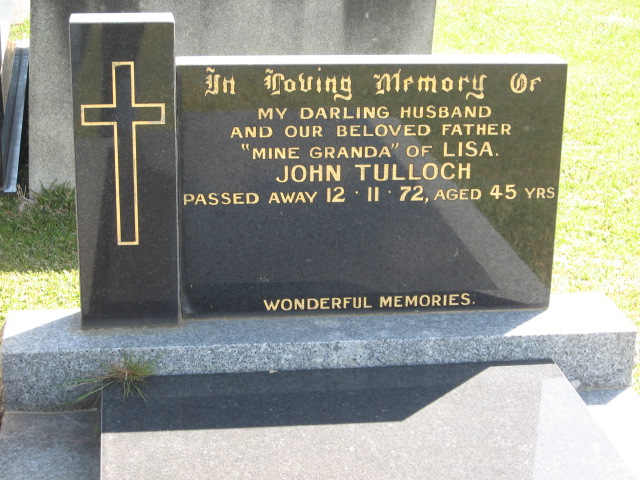 In Loving Memory Of
MY DARLING HUSBAND
AND OUR BELOVED FATHER
"MINE GRANDA" OF LISA.
JOHN TULLOCH
PASSED AWAY 12 · 11 · 72, AGED 45 YRS
WONDERFUL MEMORIES.